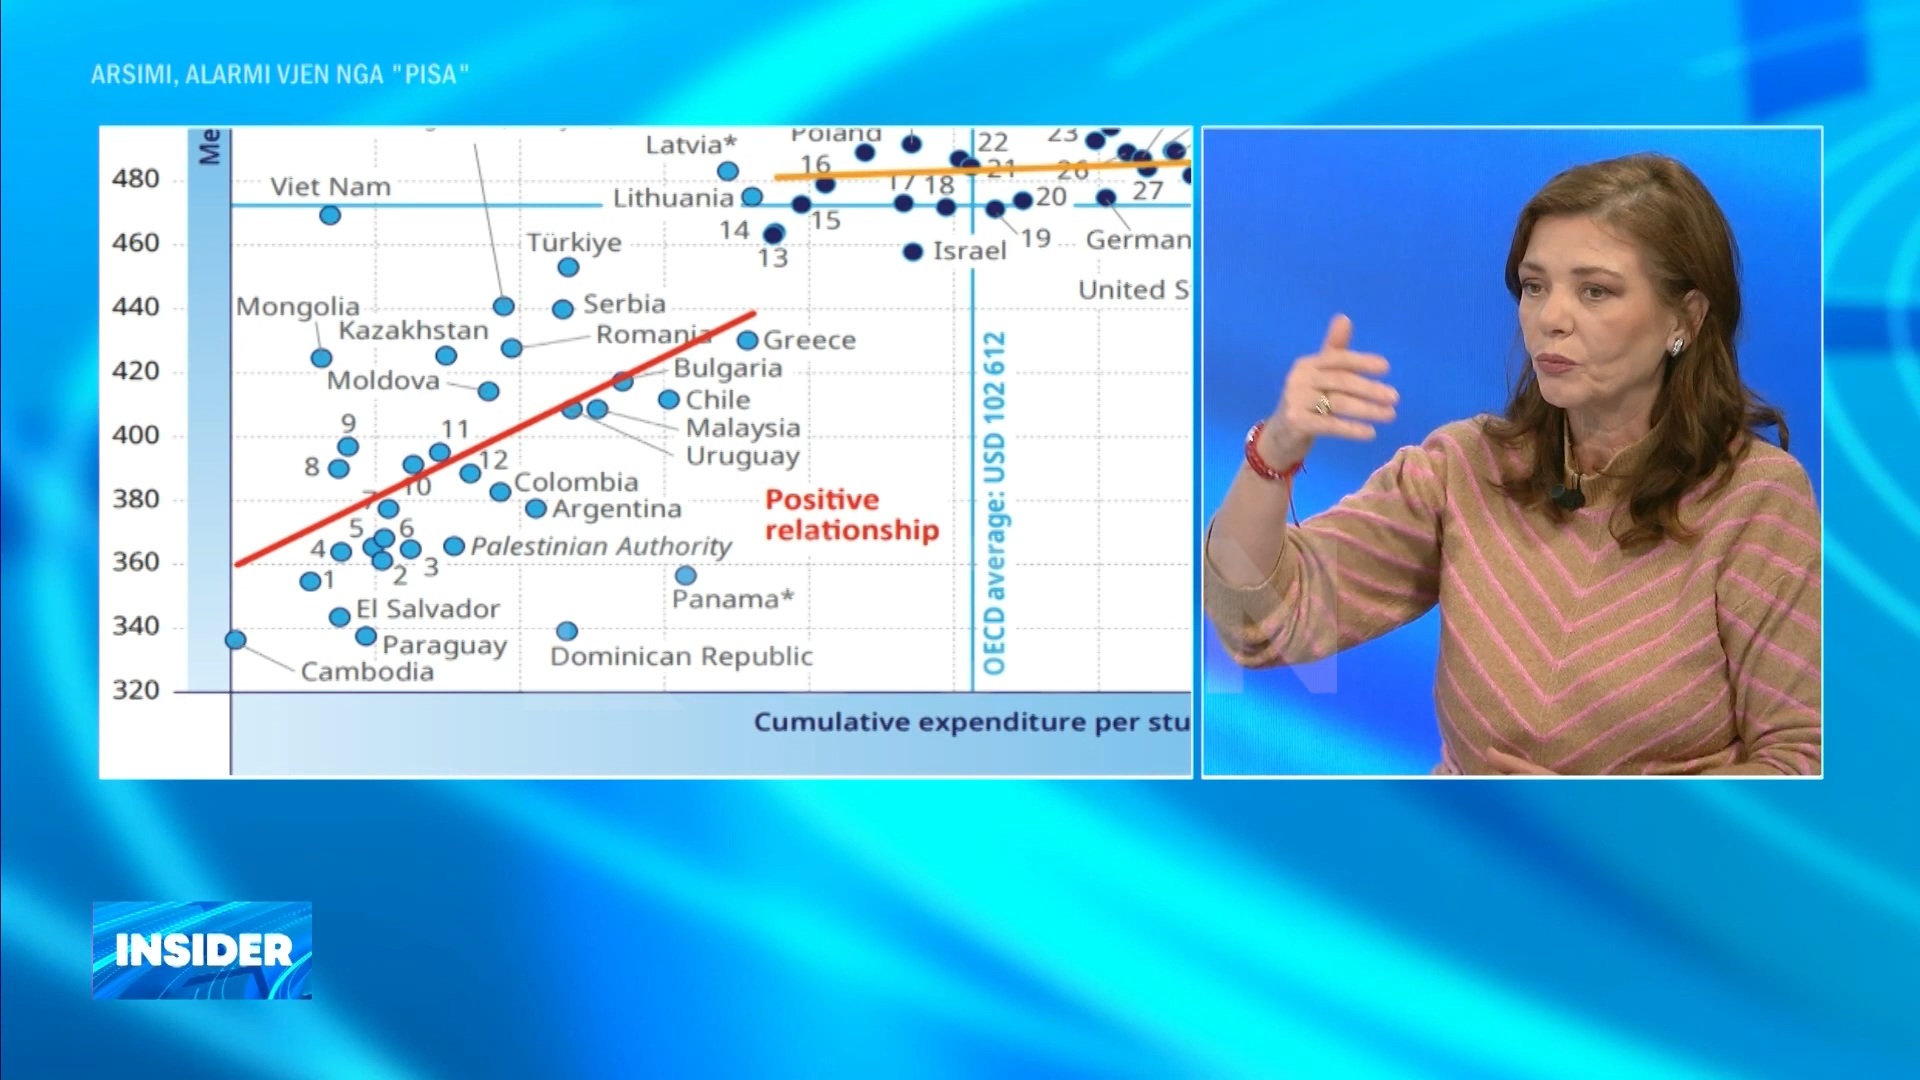 ARSIMI, ALARMI VJEN NGA "PISA"
Me
480
460
440
420
400
380
360
340
320
Latvia*
Poland
22
23
16
21
26
Viet Nam
Lithuania
17
18
20
27
15
14
13
19
Türkiye
Israel
German
United S
Mongolia
Serbia
Kazakhstan
Romania
Greece
Moldova
Bulgaria
Chile
Malaysia
Uruguay
9
11
8
12
10
7
Colombia
Argentina
5
6
4
Palestinian Authority
3
2
1
Positive
relationship
OECD average: USD 102 612
Panama*
El Salvador
Paraguay
Dominican Republic
Cambodia
Cumulative expenditure per stu
INSIDER